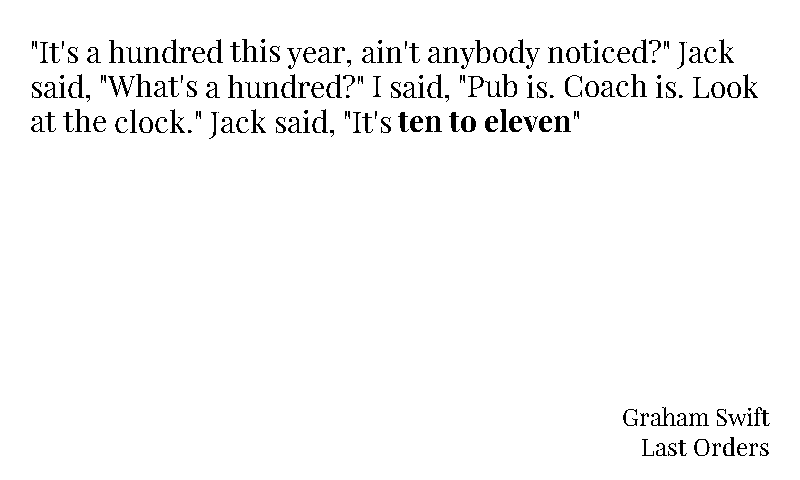 "It's a hundred this year, ain't anybody noticed?" Jack
said, "What's a hundred?" I said, "Pub is. Coach is. Look
at the clock." Jack said, "It's ten to eleven"
Graham Swift
Last Orders